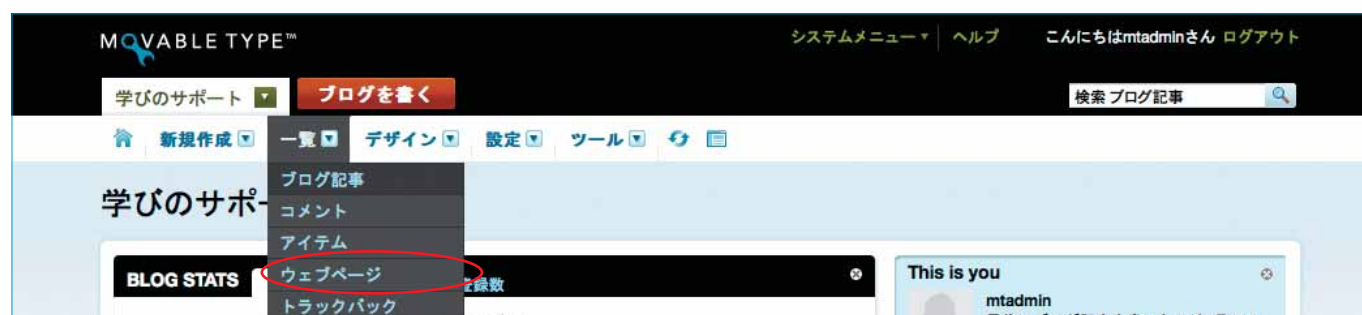 MOVABLE TYPE™
システムメニュー ヘルプ こんにちはmtadminさん ログアウト
学びのサポート ブログを書く
検索 ブログ記事
新規作成 一覧 デザイン 設定 ツール
ブログ記事
学びのサポー
コメント
アイテム
BLOG STATS ウェブページ 登録数
This is you
トラックバック
mtadmin